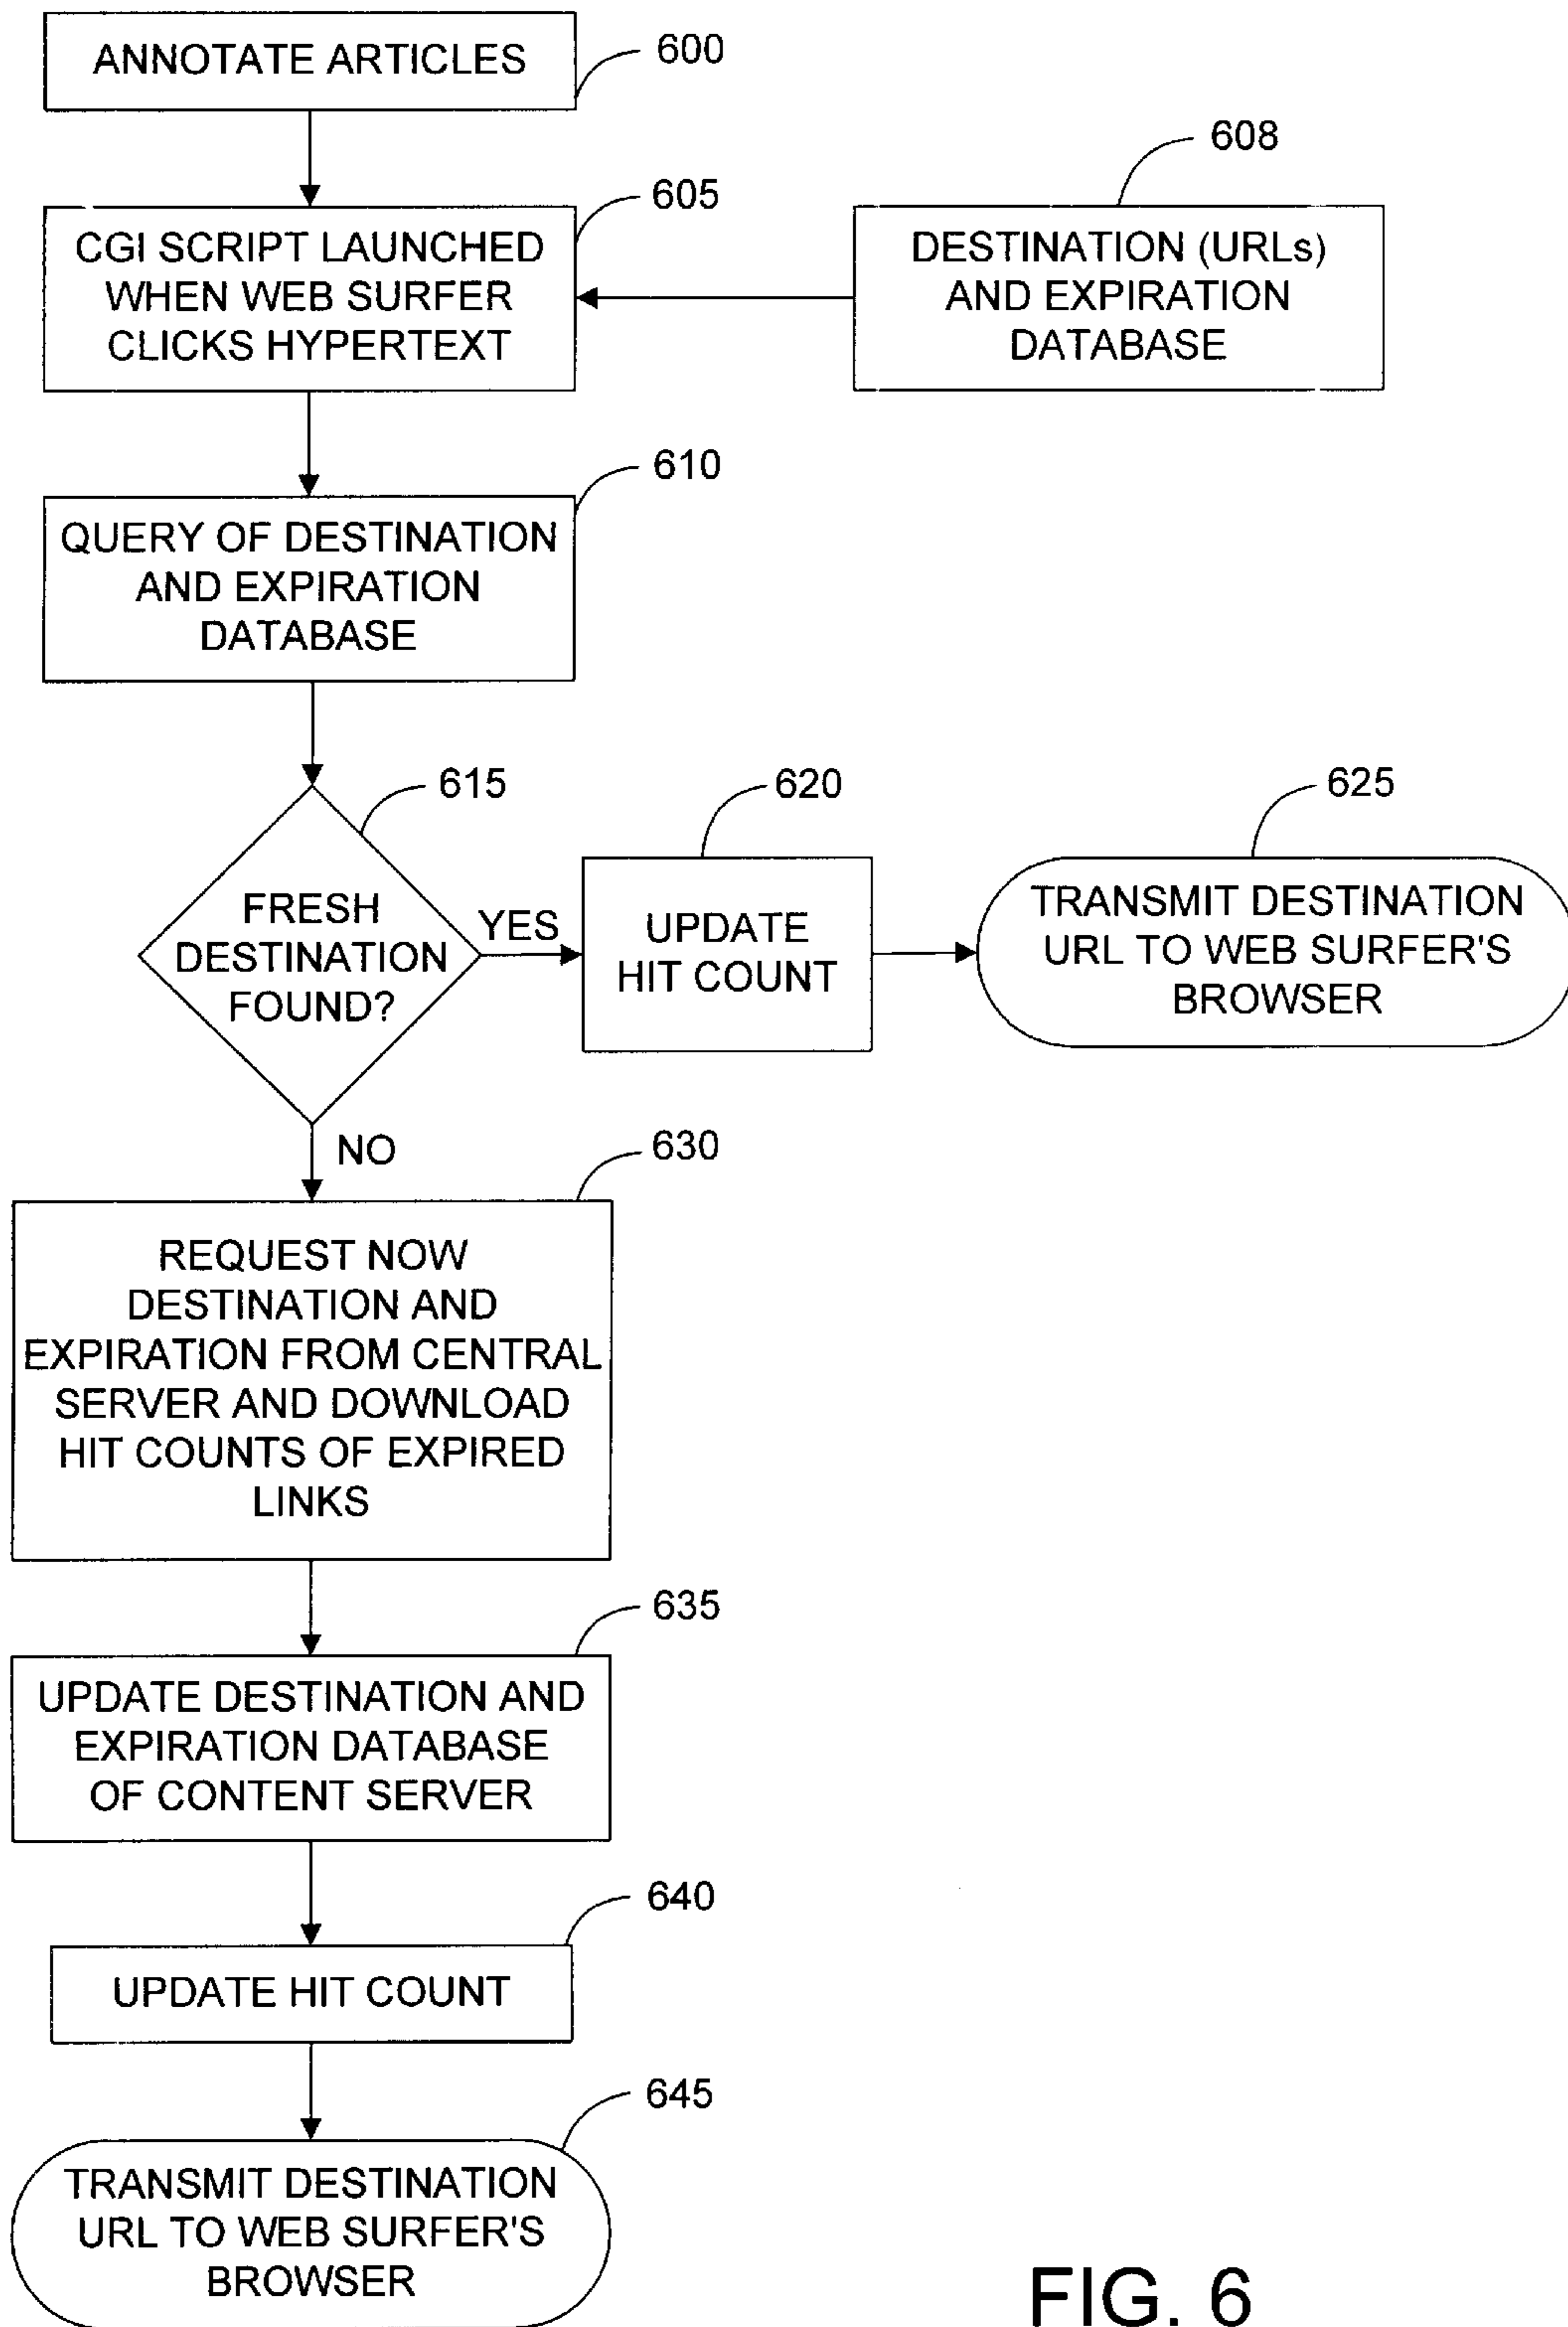 ANNOTATE ARTICLES
600
608
605
CGI SCRIPT LAUNCHED
WHEN WEB SURFER
CLICKS HYPERTEXT
DESTINATION (URLs)
AND EXPIRATION
DATABASE
610
QUERY OF DESTINATION
AND EXPIRATION
DATABASE
615
620
625
FRESH
DESTINATION
FOUND?
YES
UPDATE
HIT COUNT
TRANSMIT DESTINATION
URL TO WEB SURFER'S
BROWSER
NO
630
REQUEST NOW
DESTINATION AND
EXPIRATION FROM CENTRAL
SERVER AND DOWNLOAD
HIT COUNTS OF EXPIRED
LINKS
635
UPDATE DESTINATION AND
EXPIRATION DATABASE
OF CONTENT SERVER
640
UPDATE HIT COUNT
645
TRANSMIT DESTINATION
URL TO WEB SURFER'S
BROWSER
FIG. 6